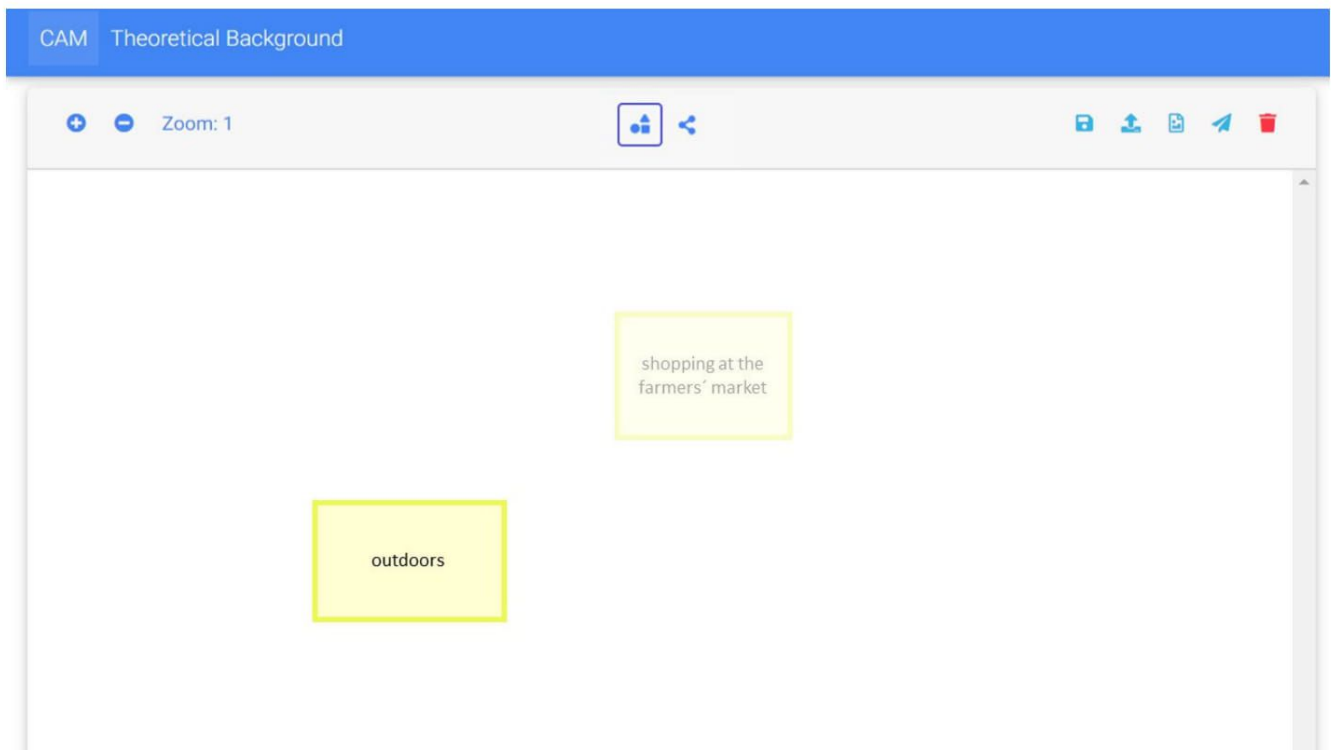 CAM Theoretical Background
Zoom: 1
shopping at the
farmers´ market
outdoors